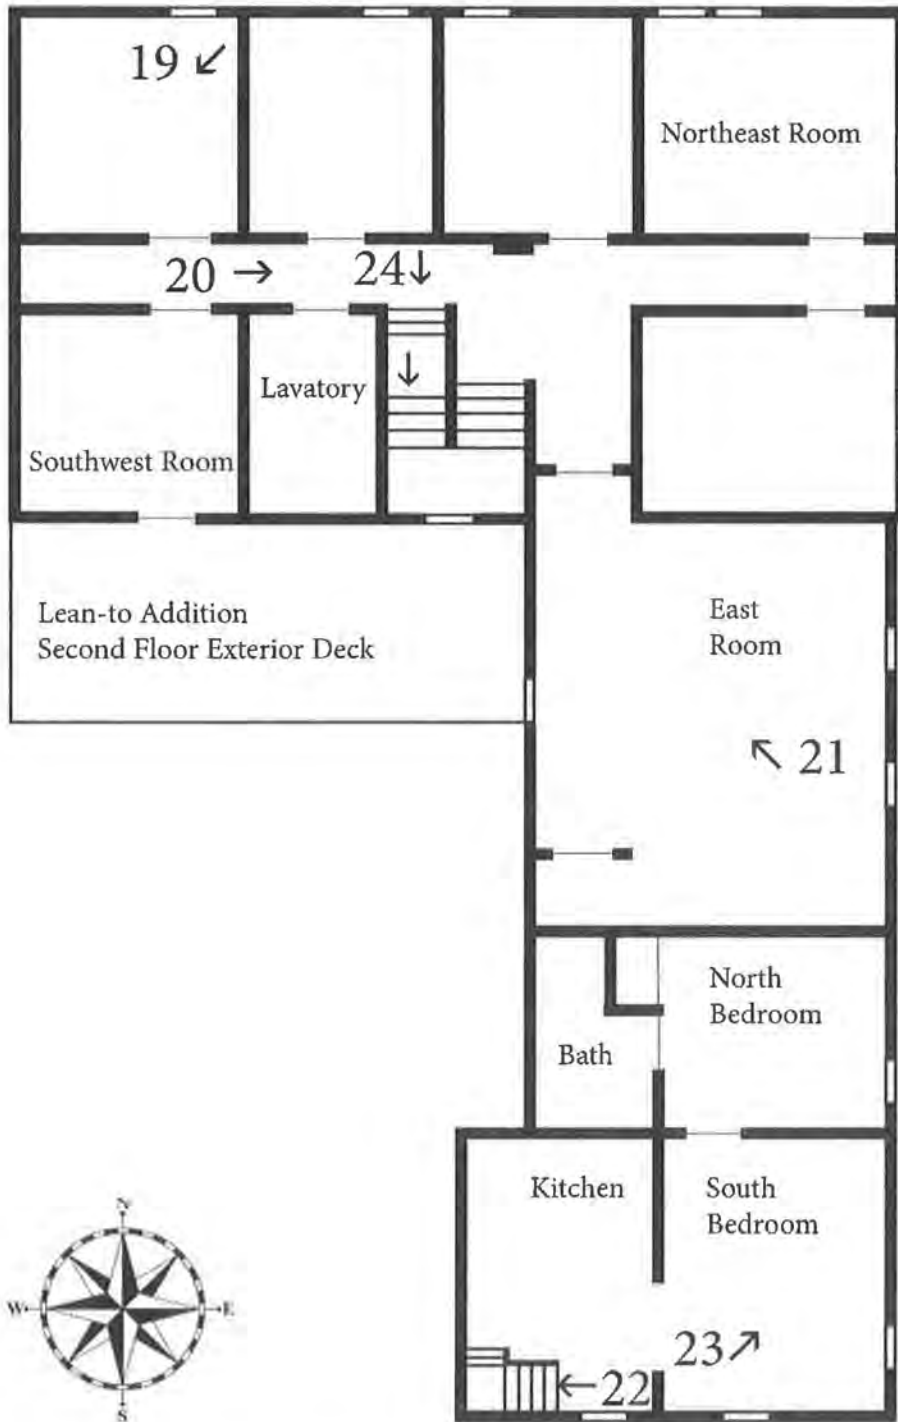 19 ↙
Northeast Room
20 →
24↓
↓
Lavatory
Southwest Room
Lean-to Addition
Second Floor Exterior Deck
East
Room
↖ 21
North
Bedroom
Bath
Kitchen
South
Bedroom
N
W
E
S
23↗
←22